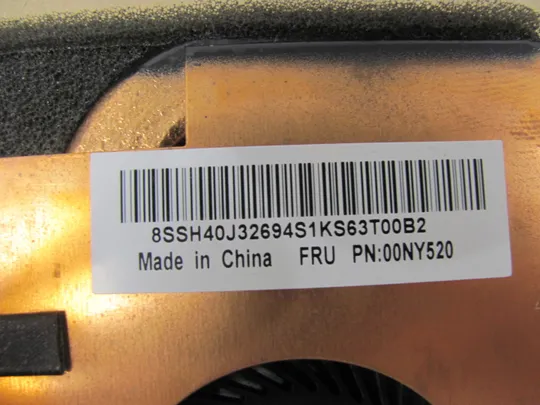 8SSH40J32694S1KS63T00B2
Made in China FRU PN:00NY520